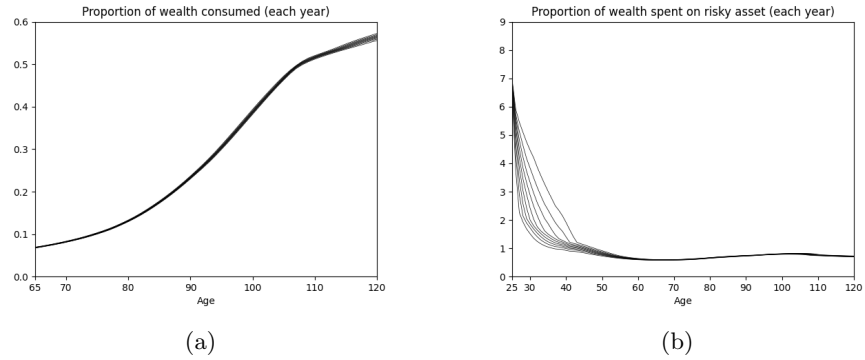 Proportion of wealth consumed (each year)
0.6
0.5
0.4
0.3
0.2
0.1
0.0
65 70 80 90 100 110 120
Age
(a)
Proportion of wealth spent on risky asset (each year)
9
8
7
6
5
4
3
2
1
0
25 30 40 50 60 70 80 90 100 110 120
Age
(b)